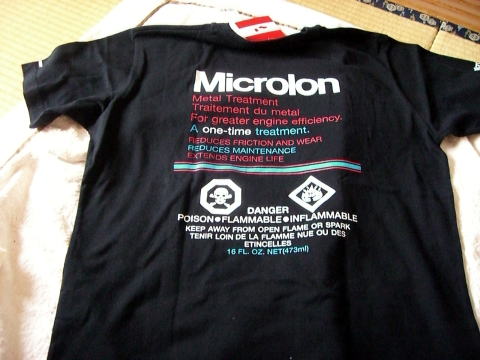 Microlon
Metal Treatment
Traitement du metal
For greater engine efficiency.
A one-time treatment.
REDUCES FRICTION AND WEAR
REDUCES MAINTENANCE
EXTENDS ENGINE LIFE
DANGER
POISON•FLAMMABLE•INFLAMMABLE
KEEP AWAY FROM OPEN FLAME OR SPARK
TENIR LOIN DE LA FLAMME NUE OU DES
ETINCELLES
16 FL. OZ. NET(473ml)